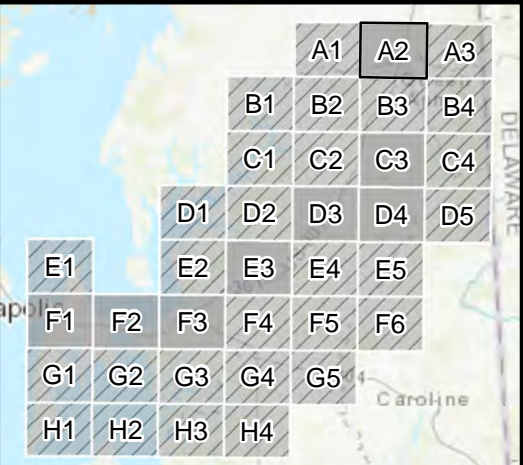 A1 A2 A3
B1 B2 B3 B4
DELAWARE
C1 C2 C3 C4
D1 D2 D3 D4 D5
E1 E2 E3 E4 E5
apolis
F1 F2 F3 F4 F5 F6
G1 G2 G3 G4 G5
Caroline
H1 H2 H3 H4